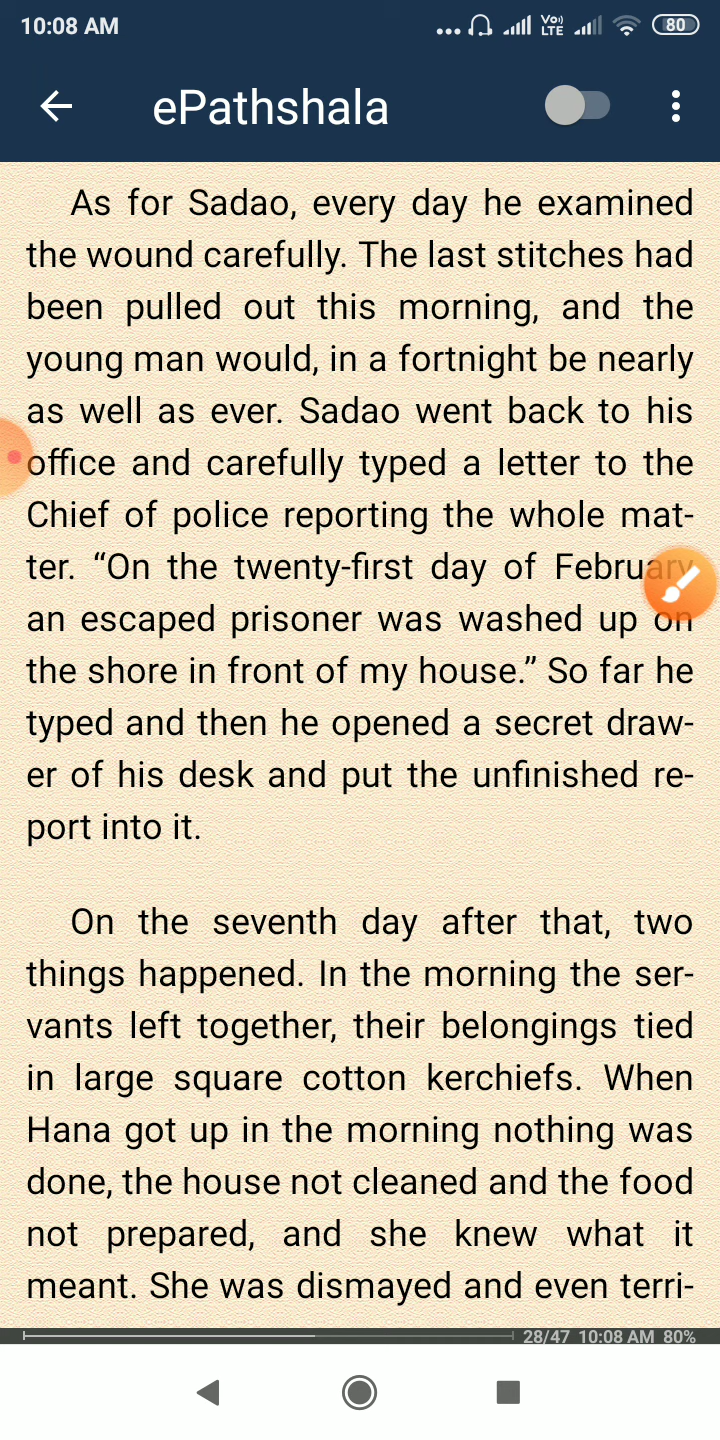 10:08 AM
Vo)) LTE
80
ePathshala
As for Sadao, every day he examined
the wound carefully. The last stitches had
been pulled out this morning, and the
young man would, in a fortnight be nearly
as well as ever. Sadao went back to his
office and carefully typed a letter to the
Chief of police reporting the whole mat-
ter. “On the twenty-first day of February
an escaped prisoner was washed up on
the shore in front of my house.” So far he
typed and then he opened a secret draw-
er of his desk and put the unfinished re-
port into it.
On the seventh day after that, two
things happened. In the morning the ser-
vants left together, their belongings tied
in large square cotton kerchiefs. When
Hana got up in the morning nothing was
done, the house not cleaned and the food
not prepared, and she knew what it
meant. She was dismayed and even terri-
28/47 10:08 AM 80%